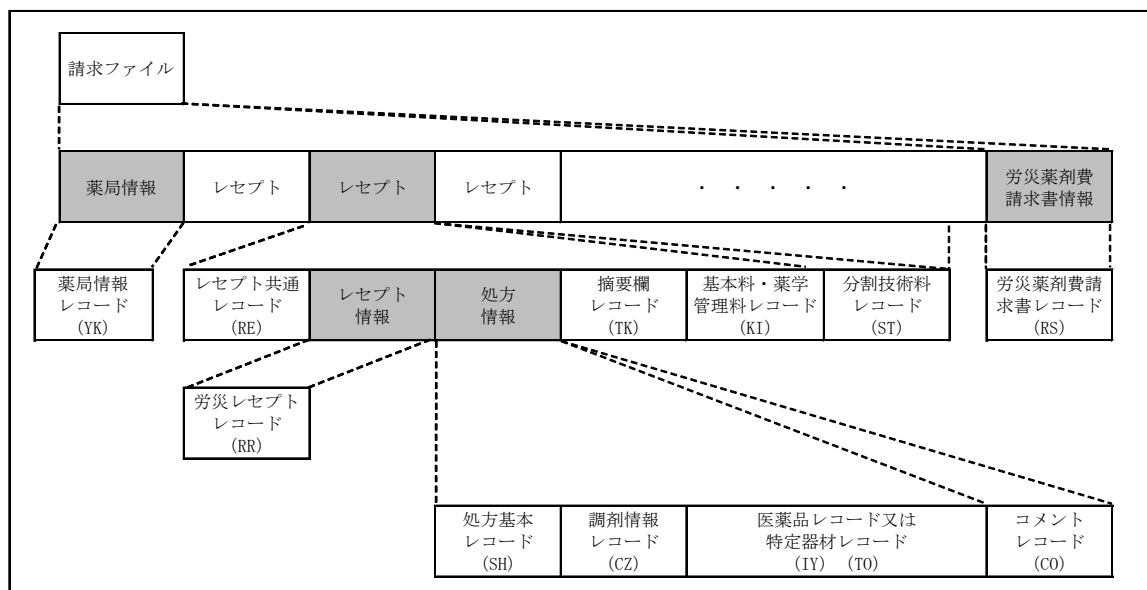 請求ファイル
薬局情報
レセプト
レセプト
レセプト
・ ・ ・ ・ ・
労災薬剤費
請求書情報
薬局情報
レコード
(YK)
レセプト共通
レコード
(RE)
レセプト
情報
処方
情報
摘要欄
レコード
(TK)
基本料・薬学
管理料レコード
(KI)
分割技術料
レコード
(ST)
労災薬剤費請
求書レコード
(RS)
労災レセプト
レコード
(RR)
処方基本
レコード
(SH)
調剤情報
レコード
(CZ)
医薬品レコード又は
特定器材レコード
(IY) (TO)
コメント
レコード
(CO)